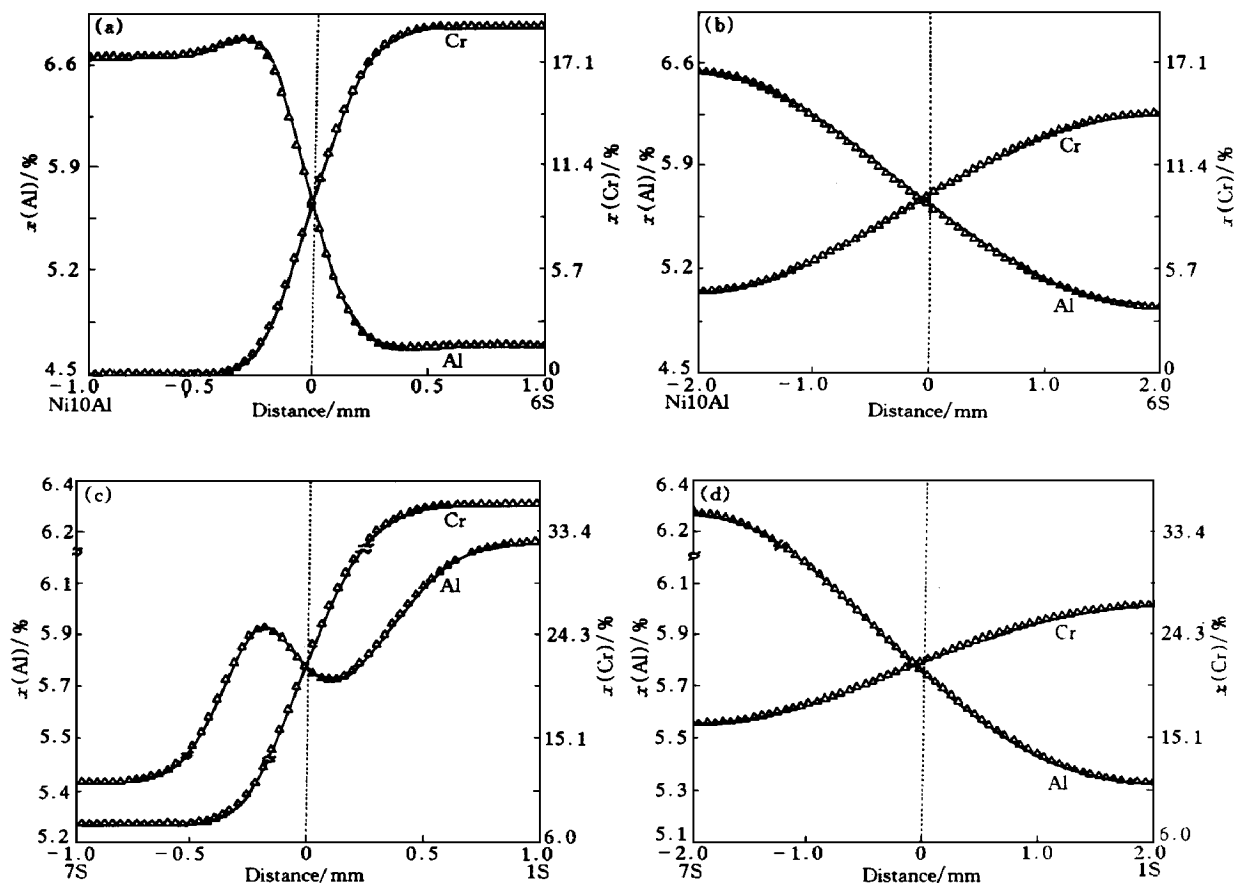 (a)
Cr
Al
6.6
5.9
5.2
4.5
x(Al)/%
17.1
11.4
5.7
0
x(Cr)/%
-1.0
-0.5
0
0.5
1.0
Ni10Al
Distance/mm
6S
(b)
Cr
Al
6.6
5.9
5.2
4.5
x(Al)/%
17.1
11.4
5.7
0
x(Cr)/%
-2.0
-1.0
0
1.0
2.0
Ni10Al
Distance/mm
6S
(c)
Cr
Al
6.4
6.2
6.1
5.9
5.7
5.5
5.4
5.2
x(Al)/%
33.4
24.3
15.1
6.0
x(Cr)/%
-1.0
-0.5
0
0.5
1.0
7S
Distance/mm
1S
(d)
Cr
Al
6.4
6.2
6.1
5.9
5.7
5.5
5.3
5.1
x(Al)/%
33.4
24.3
15.1
6.0
x(Cr)/%
-2.0
-1.0
0
1.0
2.0
7S
Distance/mm
1S